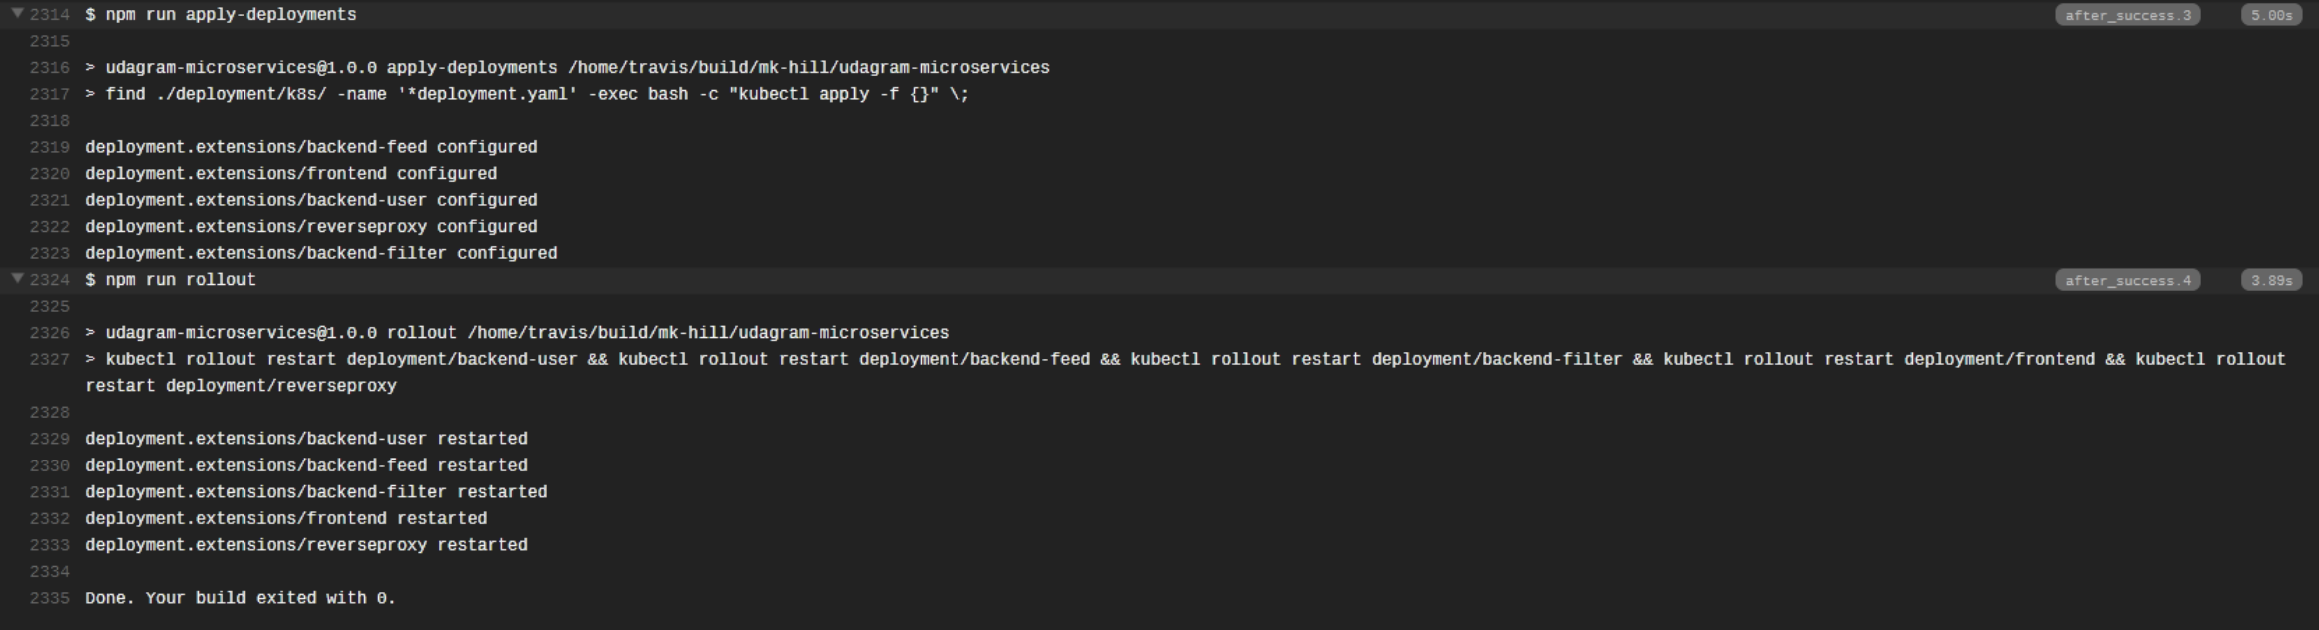 2314 $ npm run apply-deployments after_success.3 5.00s
2315
2316 > udagram-microservices@1.0.0 apply-deployments /home/travis/build/mk-hill/udagram-microservices
2317 > find ./deployment/k8s/ -name '*deployment.yaml' -exec bash -c "kubectl apply -f {}" \;
2318
2319 deployment.extensions/backend-feed configured
2320 deployment.extensions/frontend configured
2321 deployment.extensions/backend-user configured
2322 deployment.extensions/reverseproxy configured
2323 deployment.extensions/backend-filter configured
2324 $ npm run rollout after_success.4 3.89s
2325
2326 > udagram-microservices@1.0.0 rollout /home/travis/build/mk-hill/udagram-microservices
2327 > kubectl rollout restart deployment/backend-user && kubectl rollout restart deployment/backend-feed && kubectl rollout restart deployment/backend-filter && kubectl rollout restart deployment/frontend && kubectl rollout
restart deployment/reverseproxy
2328
2329 deployment.extensions/backend-user restarted
2330 deployment.extensions/backend-feed restarted
2331 deployment.extensions/backend-filter restarted
2332 deployment.extensions/frontend restarted
2333 deployment.extensions/reverseproxy restarted
2334
2335 Done. Your build exited with 0.